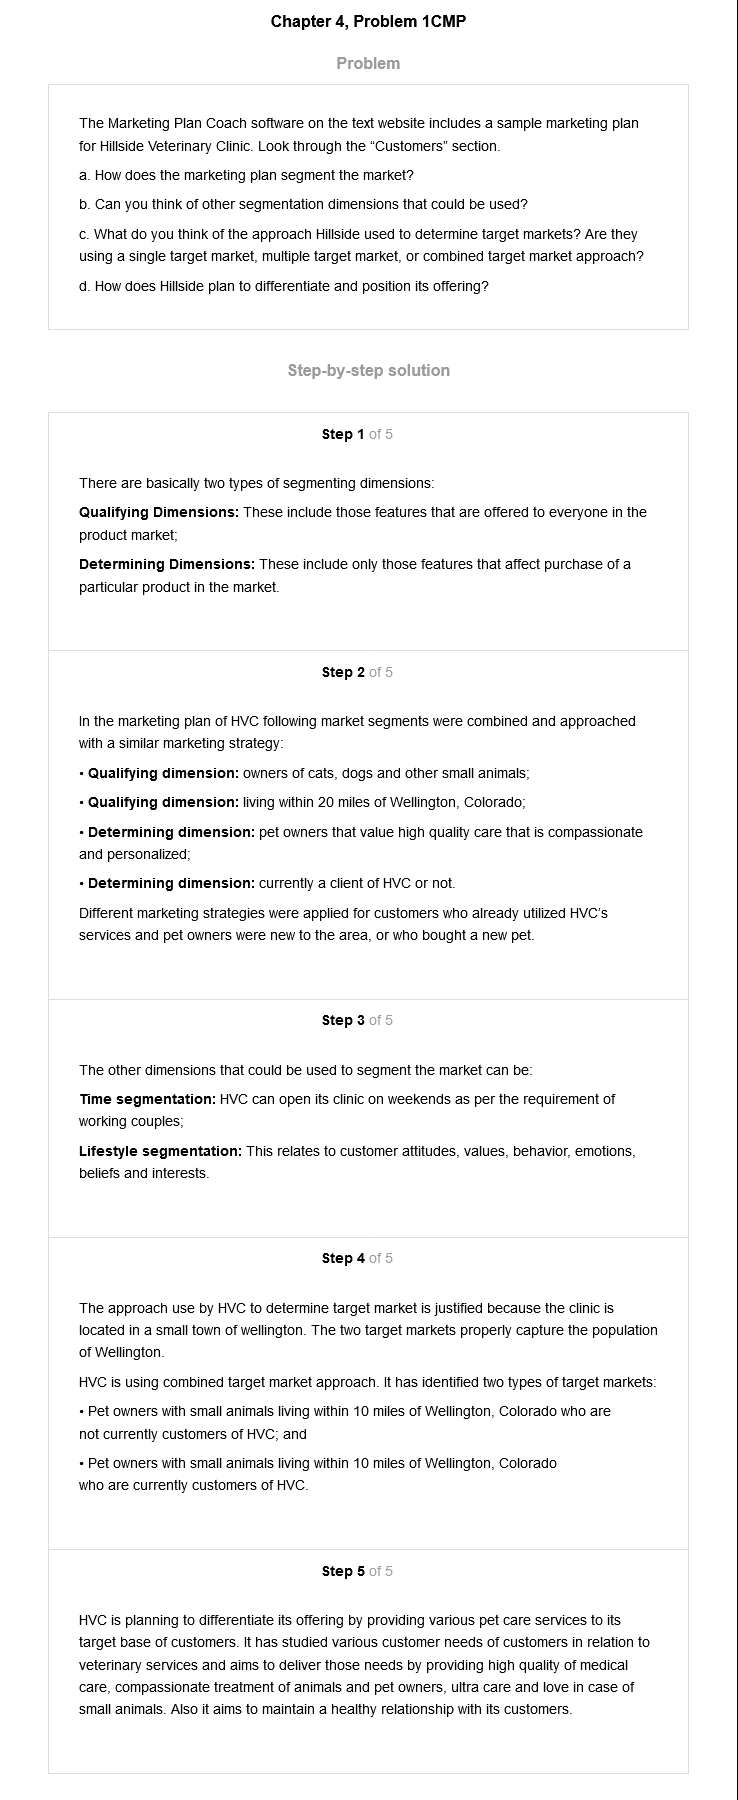 Chapter 4, Problem 1CMP
Problem
The Marketing Plan Coach software on the text website includes a sample marketing plan
for Hillside Veterinary Clinic. Look through the “Customers” section.
a. How does the marketing plan segment the market?
b. Can you think of other segmentation dimensions that could be used?
c. What do you think of the approach Hillside used to determine target markets? Are they
using a single target market, multiple target market, or combined target market approach?
d. How does Hillside plan to differentiate and position its offering?
Step-by-step solution
Step 1 of 5
There are basically two types of segmenting dimensions:
Qualifying Dimensions: These include those features that are offered to everyone in the
product market;
Determining Dimensions: These include only those features that affect purchase of a
particular product in the market.
Step 2 of 5
In the marketing plan of HVC following market segments were combined and approached
with a similar marketing strategy:
• Qualifying dimension: owners of cats, dogs and other small animals;
• Qualifying dimension: living within 20 miles of Wellington, Colorado;
• Determining dimension: pet owners that value high quality care that is compassionate
and personalized;
• Determining dimension: currently a client of HVC or not.
Different marketing strategies were applied for customers who already utilized HVC’s
services and pet owners were new to the area, or who bought a new pet.
Step 3 of 5
The other dimensions that could be used to segment the market can be:
Time segmentation: HVC can open its clinic on weekends as per the requirement of
working couples;
Lifestyle segmentation: This relates to customer attitudes, values, behavior, emotions,
beliefs and interests.
Step 4 of 5
The approach use by HVC to determine target market is justified because the clinic is
located in a small town of wellington. The two target markets properly capture the population
of Wellington.
HVC is using combined target market approach. It has identified two types of target markets:
• Pet owners with small animals living within 10 miles of Wellington, Colorado who are
not currently customers of HVC; and
• Pet owners with small animals living within 10 miles of Wellington, Colorado
who are currently customers of HVC.
Step 5 of 5
HVC is planning to differentiate its offering by providing various pet care services to its
target base of customers. It has studied various customer needs of customers in relation to
veterinary services and aims to deliver those needs by providing high quality of medical
care, compassionate treatment of animals and pet owners, ultra care and love in case of
small animals. Also it aims to maintain a healthy relationship with its customers.